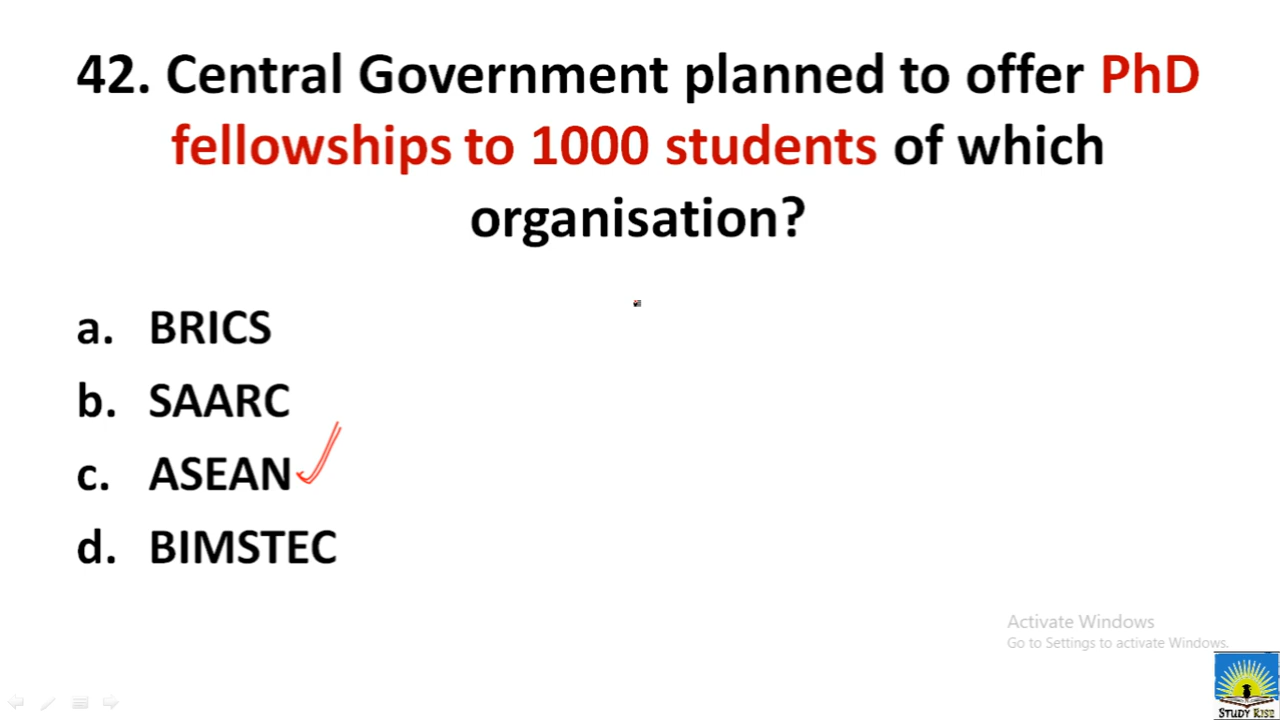 42. Central Government planned to offer PhD
fellowships to 1000 students of which
organisation?
a. BRICS
b. SAARC
c. ASEAN
d. BIMSTEC
Activate Windows
Go to Settings to activate Windows.
STUDY RISE